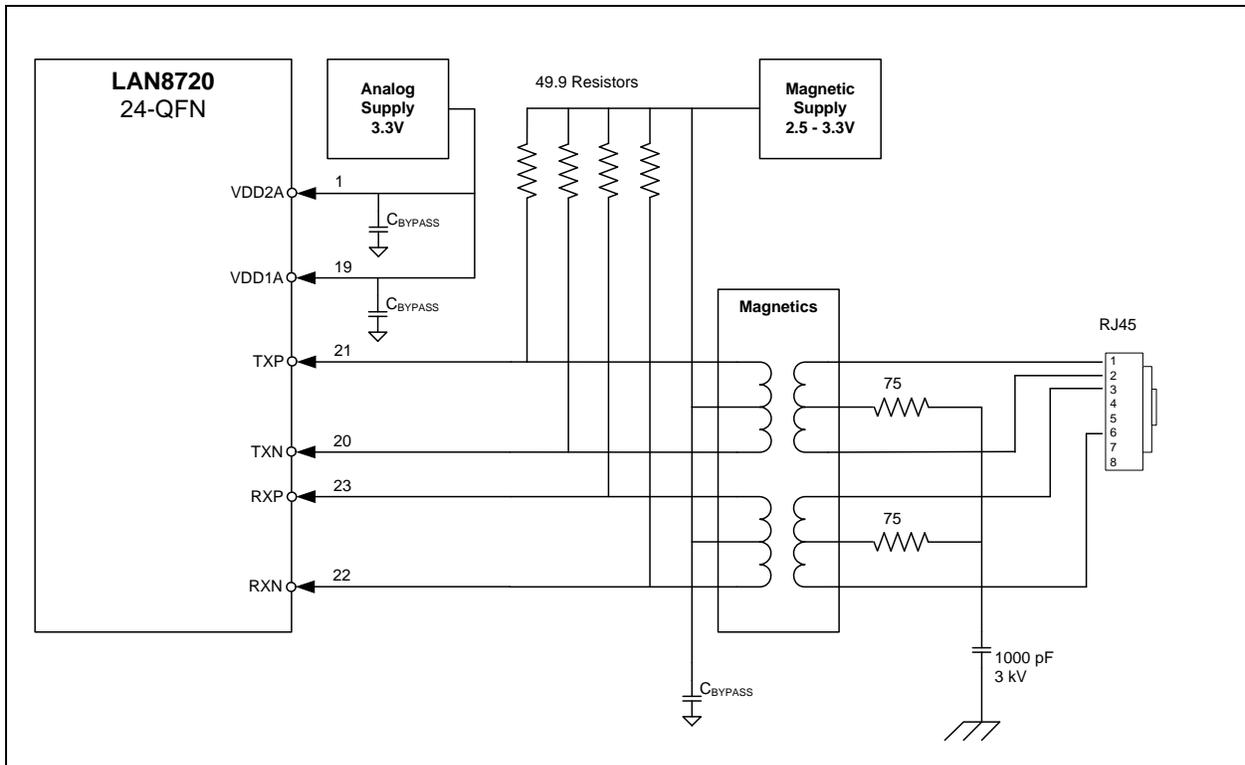 LAN8720
24-QFN
Analog
Supply
3.3V
49.9 Resistors
Magnetic
Supply
2.5 - 3.3V
VDD2A
1
CBYPASS
VDD1A
19
CBYPASS
Magnetics
RJ45
TXP
21
1
2
3
4
5
6
7
8
75
TXN
20
RXP
23
75
RXN
22
1000 pF
3 kV
CBYPASS